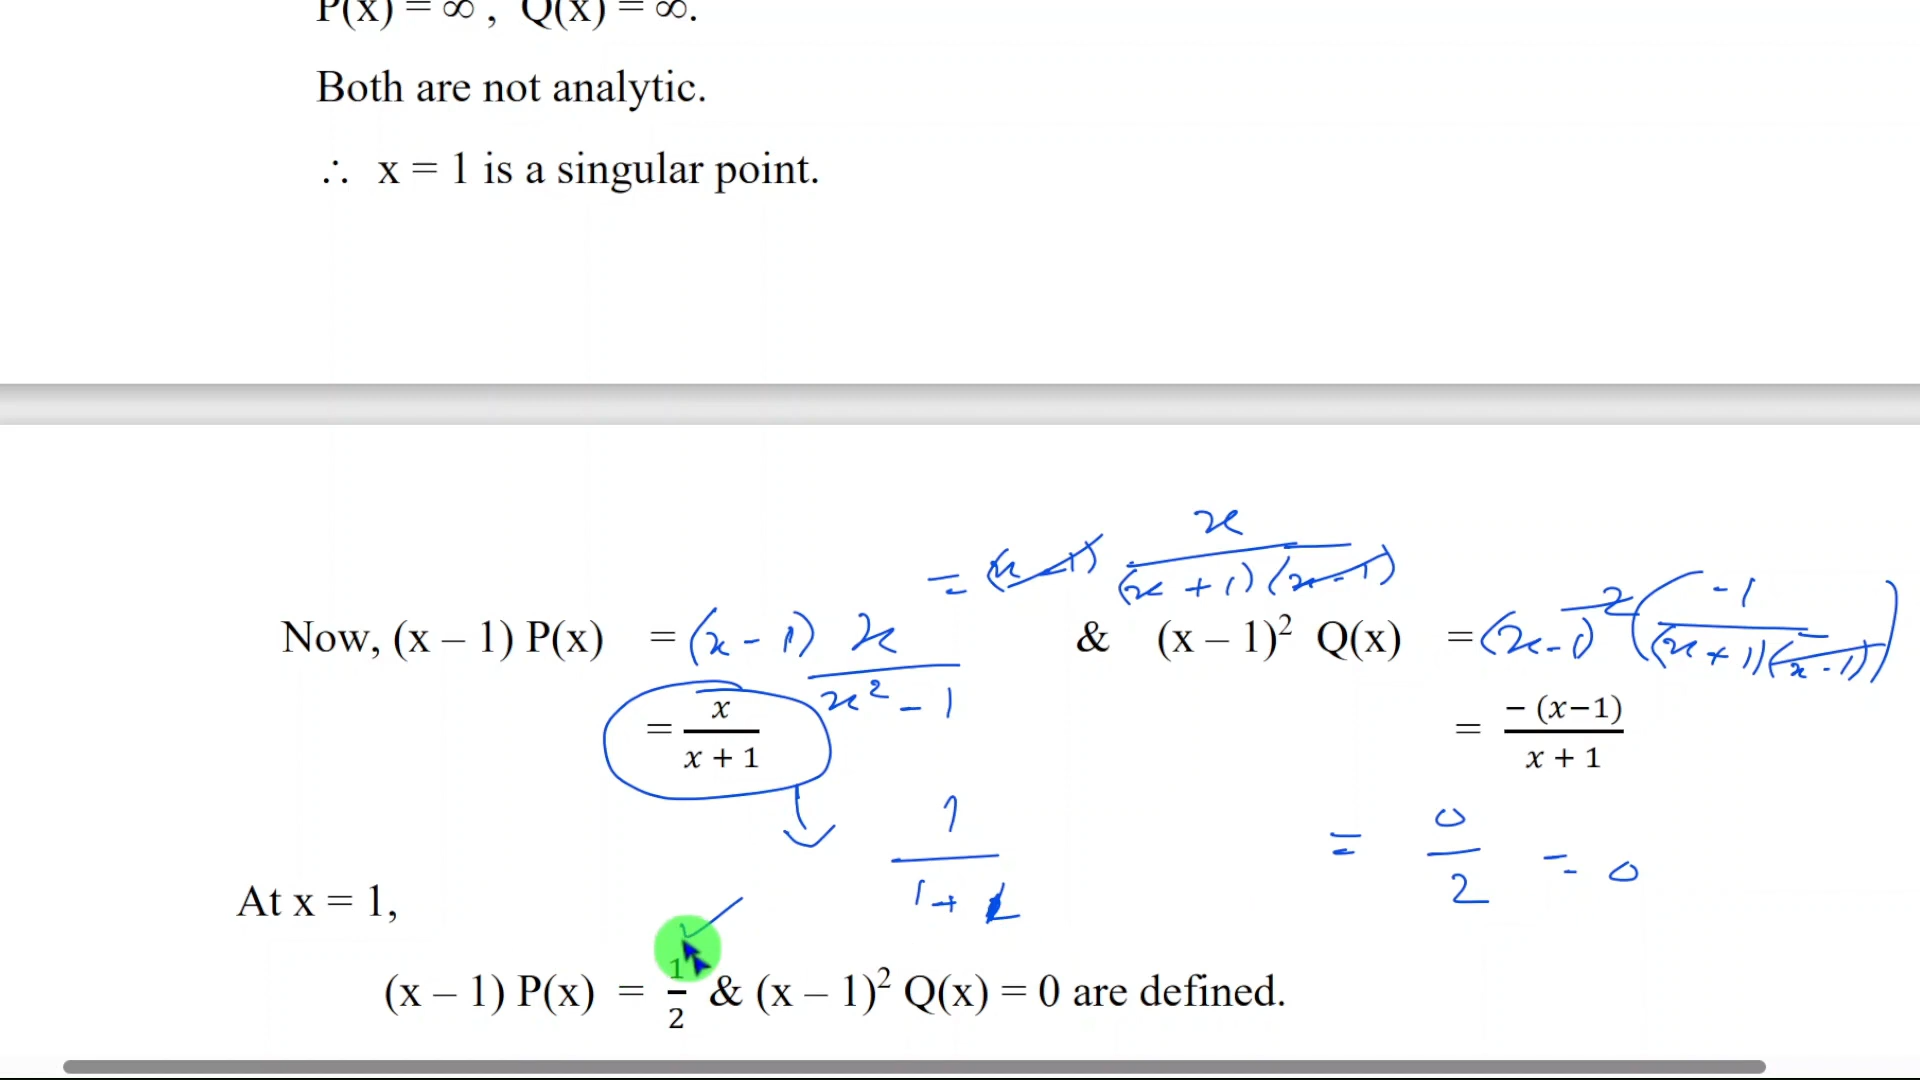 P(x) = ∞ , Q(x) = ∞.
Both are not analytic.
∴ x = 1 is a singular point.
= (x – 1) x / (x + 1)(x – 1)
Now, (x – 1) P(x) = (x – 1) x / x² – 1 & (x – 1)² Q(x) = (x – 1)² (–1 / (x + 1)(x – 1))
= x / x + 1 = – (x–1) / x + 1
1 / 1 + 1 = 0 / 2 = 0
At x = 1,
(x – 1) P(x) = 1/2 & (x – 1)² Q(x) = 0 are defined.